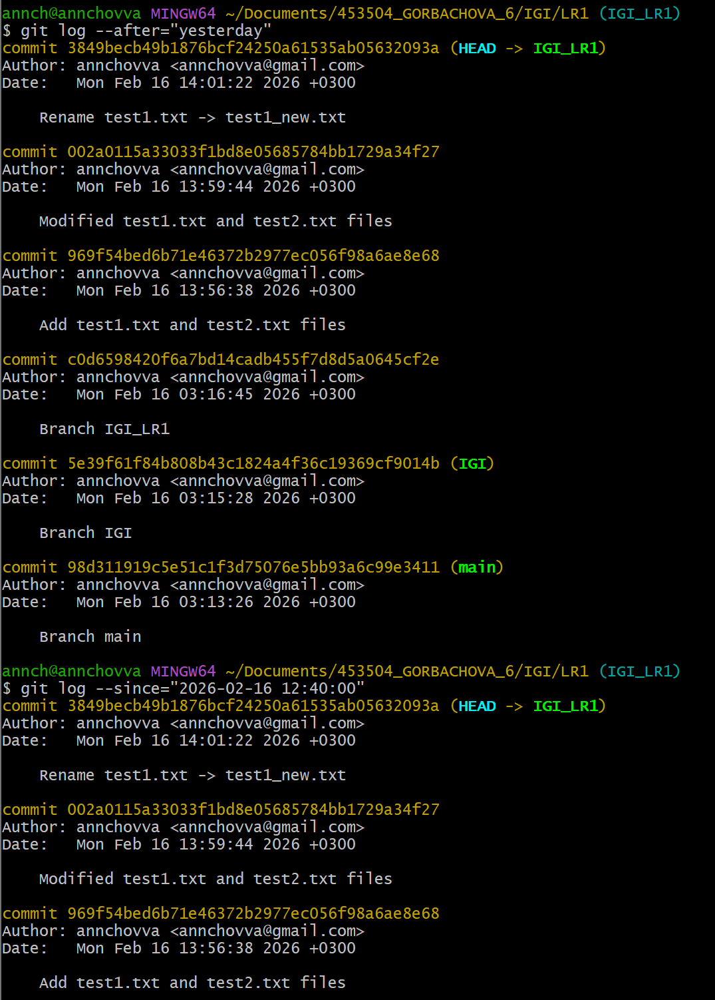 annch@annchovva MINGW64 ~/Documents/453504_GORBACHOVA_6/IGI/LR1 (IGI_LR1)
$ git log --after="yesterday"
commit 3849becb49b1876bcf24250a61535ab05632093a (HEAD -> IGI_LR1)
Author: annchovva <annchovva@gmail.com>
Date:   Mon Feb 16 14:01:22 2026 +0300

    Rename test1.txt -> test1_new.txt

commit 002a0115a33033f1bd8e05685784bb1729a34f27
Author: annchovva <annchovva@gmail.com>
Date:   Mon Feb 16 13:59:44 2026 +0300

    Modified test1.txt and test2.txt files

commit 969f54bed6b71e46372b2977ec056f98a6ae8e68
Author: annchovva <annchovva@gmail.com>
Date:   Mon Feb 16 13:56:38 2026 +0300

    Add test1.txt and test2.txt files

commit c0d6598420f6a7bd14cadb455f7d8d5a0645cf2e
Author: annchovva <annchovva@gmail.com>
Date:   Mon Feb 16 03:16:45 2026 +0300

    Branch IGI_LR1

commit 5e39f61f84b808b43c1824a4f36c19369cf9014b (IGI)
Author: annchovva <annchovva@gmail.com>
Date:   Mon Feb 16 03:15:28 2026 +0300

    Branch IGI

commit 98d311919c5e51c1f3d75076e5bb93a6c99e3411 (main)
Author: annchovva <annchovva@gmail.com>
Date:   Mon Feb 16 03:13:26 2026 +0300

    Branch main

annch@annchovva MINGW64 ~/Documents/453504_GORBACHOVA_6/IGI/LR1 (IGI_LR1)
$ git log --since="2026-02-16 12:40:00"
commit 3849becb49b1876bcf24250a61535ab05632093a (HEAD -> IGI_LR1)
Author: annchovva <annchovva@gmail.com>
Date:   Mon Feb 16 14:01:22 2026 +0300

    Rename test1.txt -> test1_new.txt

commit 002a0115a33033f1bd8e05685784bb1729a34f27
Author: annchovva <annchovva@gmail.com>
Date:   Mon Feb 16 13:59:44 2026 +0300

    Modified test1.txt and test2.txt files

commit 969f54bed6b71e46372b2977ec056f98a6ae8e68
Author: annchovva <annchovva@gmail.com>
Date:   Mon Feb 16 13:56:38 2026 +0300

    Add test1.txt and test2.txt files